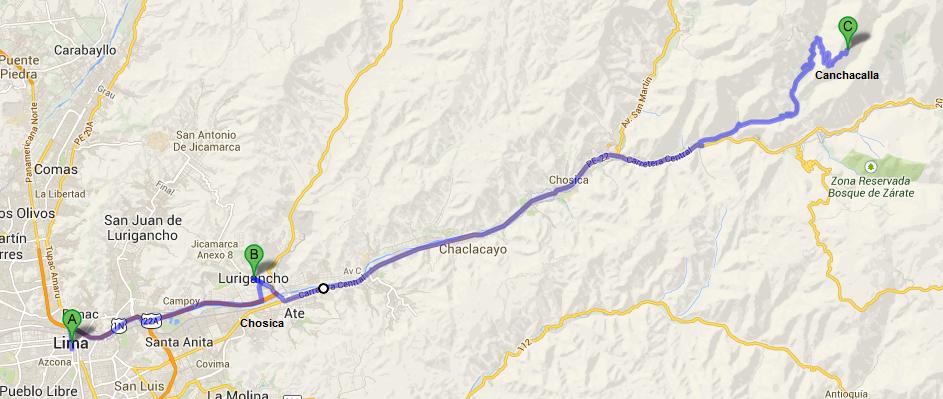 Carabayllo
Puente
Piedra
Grau
PE-20A
Panamericana Norte
San Antonio
De Jicamarca
Comas
La Libertad
Final
os Olivos
San Juan de
Lurigancho
artín
rres
Tupac Amaru
Jicamarca
Anexo 8
B
Lurigancho
Campoy
A
Lima
1N
22A
Chosica
Ate
Santa Anita
Azcona
Covima
Pueblo Libre
San Luis
La Molina
Av C
Carretera Central
Chaclacayo
Chosica
PE-22
Carretera Central
Av. San Martin
C
Canchacalla
20
Zona Reservada
Bosque de Zárate
112
Antioquía